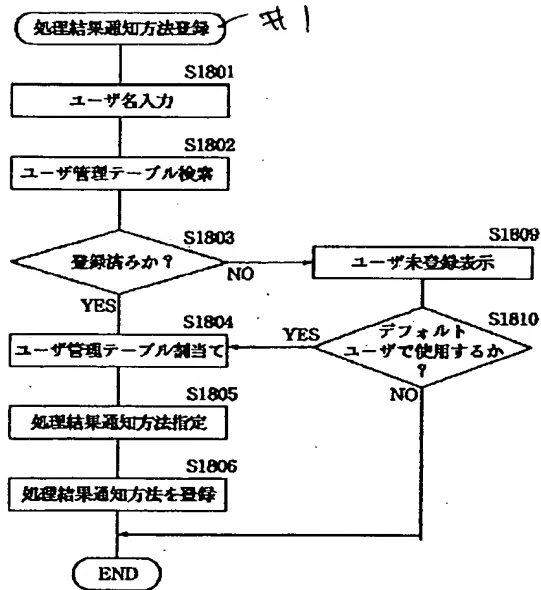 処理結果通知方法登録
#1
S1801
ユーザ名入力
S1802
ユーザ管理テーブル検索
S1803
登録済みか?
NO
YES
S1809
ユーザ未登録表示
S1810
デフォルト
ユーザで使用するか
?
YES
NO
S1804
ユーザ管理テーブル割当て
S1805
処理結果通知方法指定
S1806
処理結果通知方法を登録
END